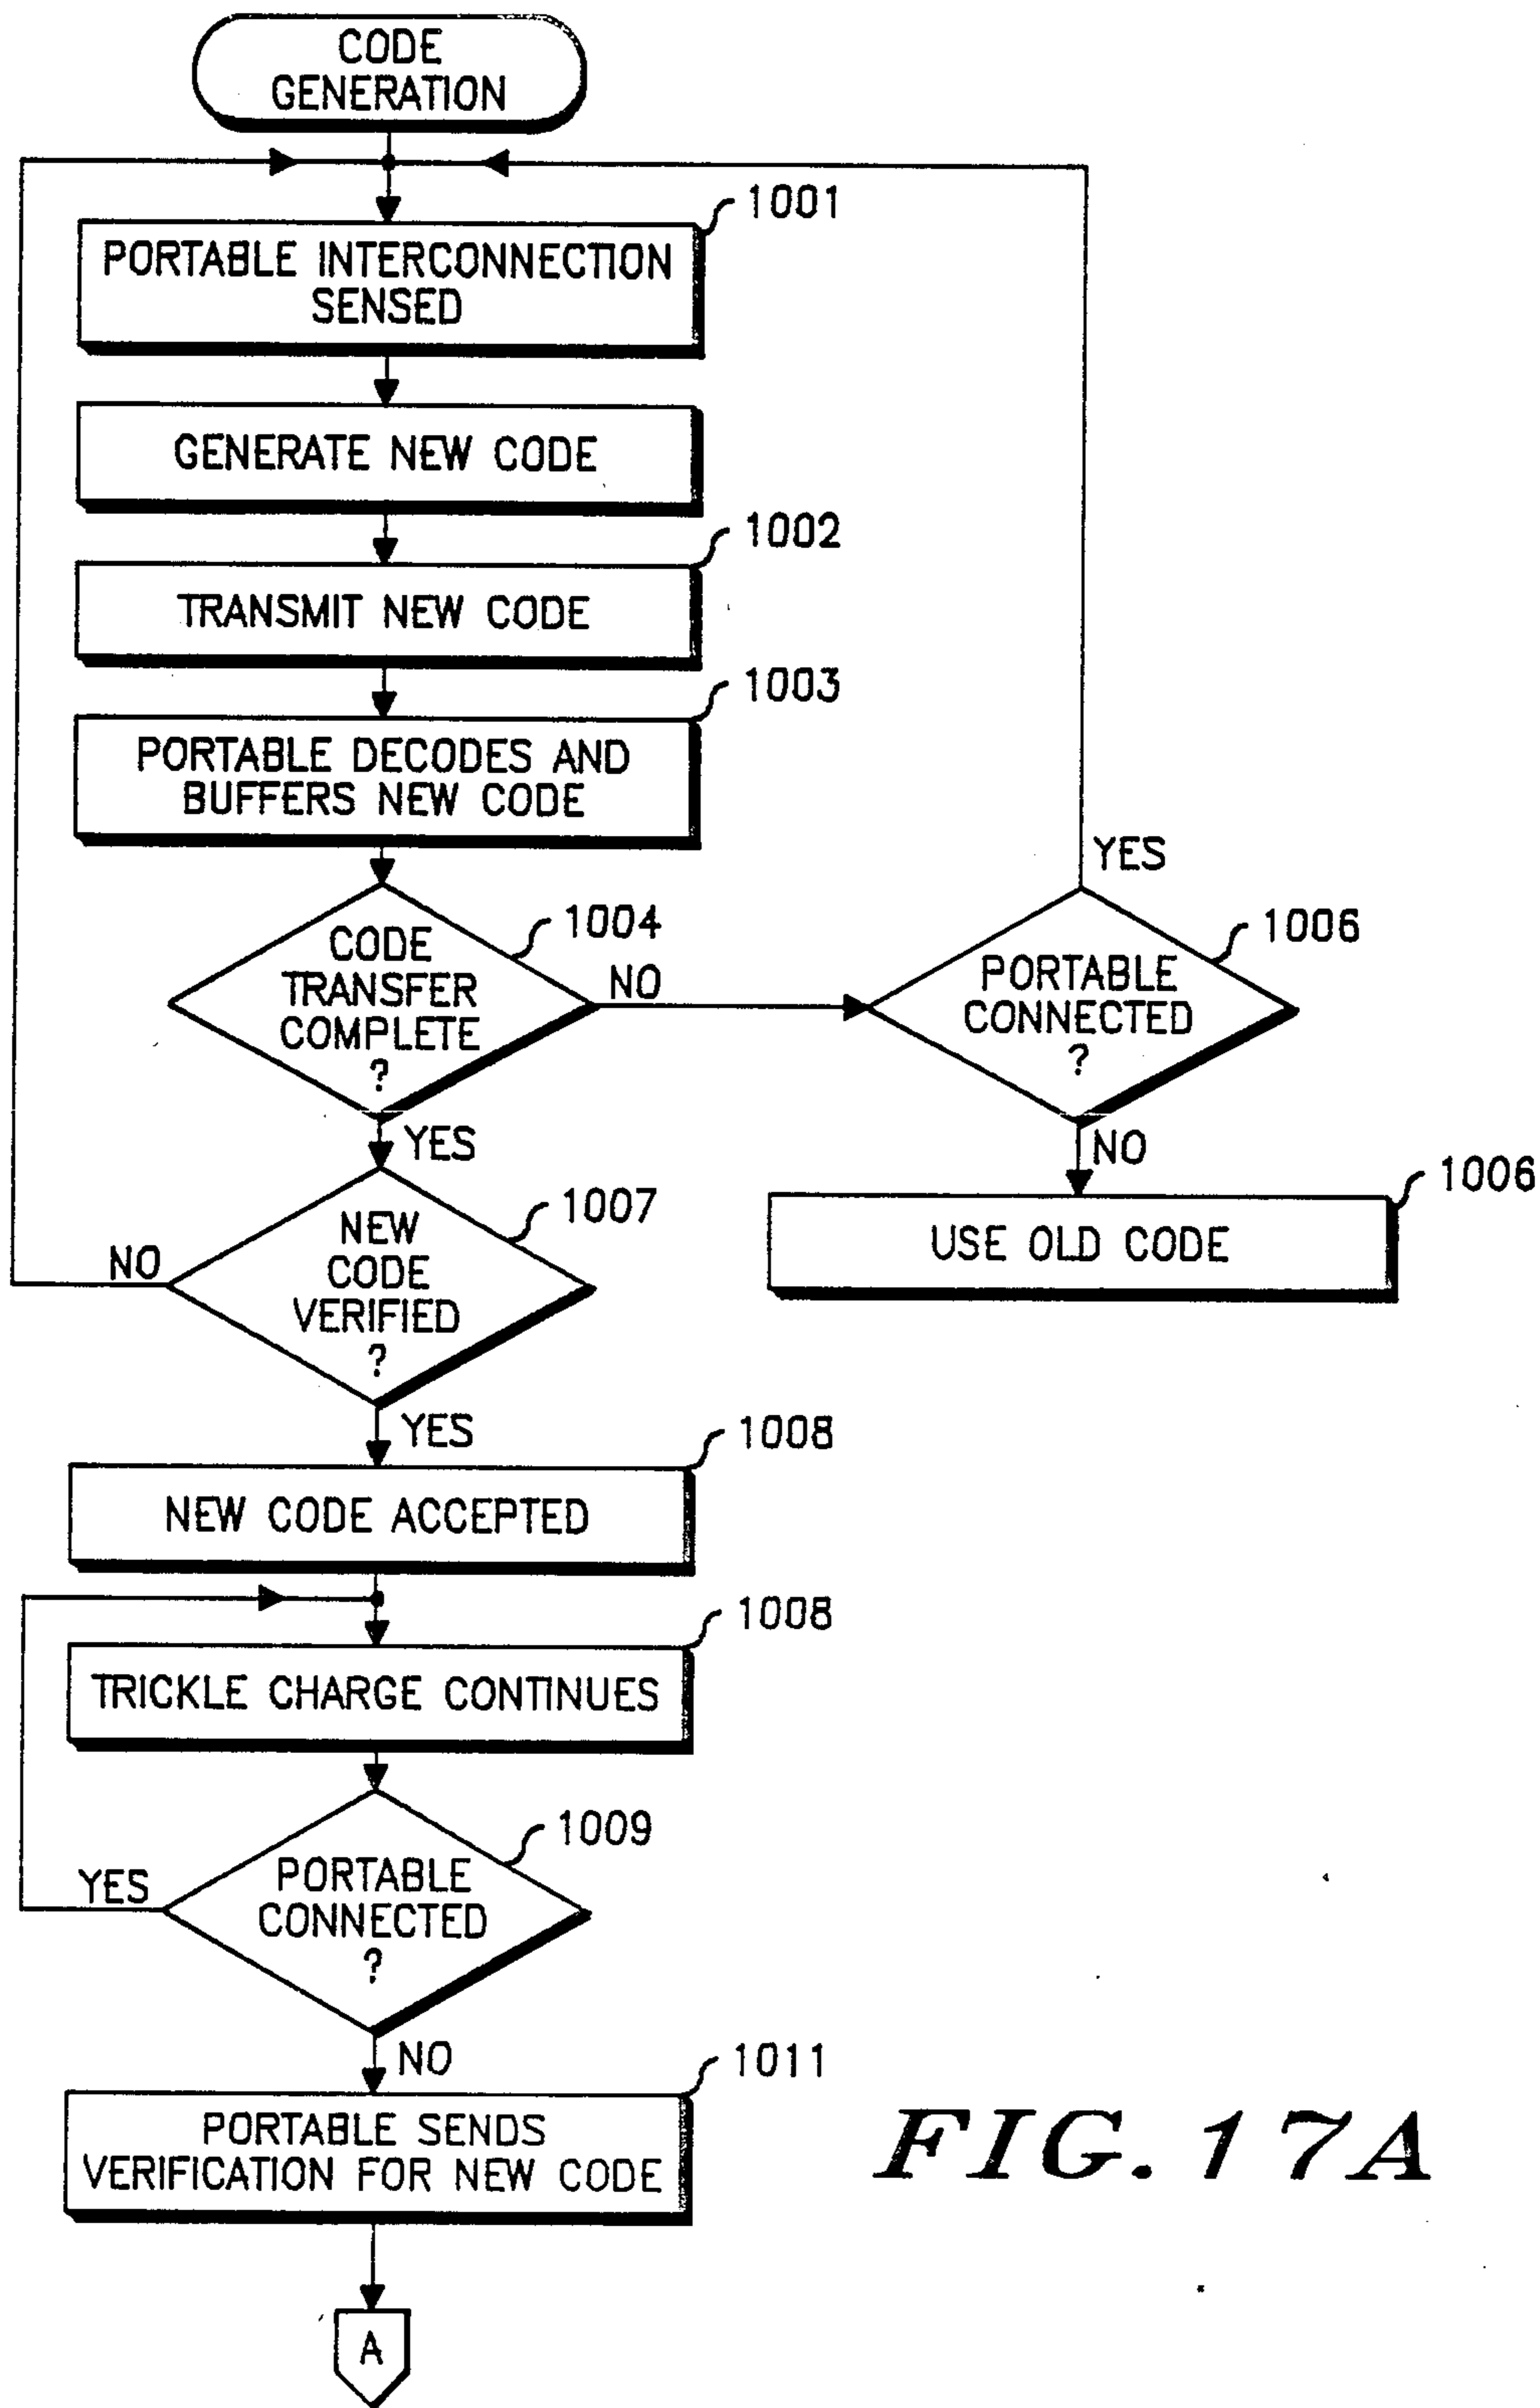 CODE
GENERATION
1001
PORTABLE INTERCONNECTION
SENSED
GENERATE NEW CODE
1002
TRANSMIT NEW CODE
1003
PORTABLE DECODES AND
BUFFERS NEW CODE
YES
1004
CODE
TRANSFER
COMPLETE
?
NO
1006
PORTABLE
CONNECTED
?
YES
NO
1006
USE OLD CODE
1007
NEW
CODE
VERIFIED
?
NO
YES
1008
NEW CODE ACCEPTED
1008
TRICKLE CHARGE CONTINUES
1009
PORTABLE
CONNECTED
?
YES
NO
1011
PORTABLE SENDS
VERIFICATION FOR NEW CODE
FIG. 17A
A